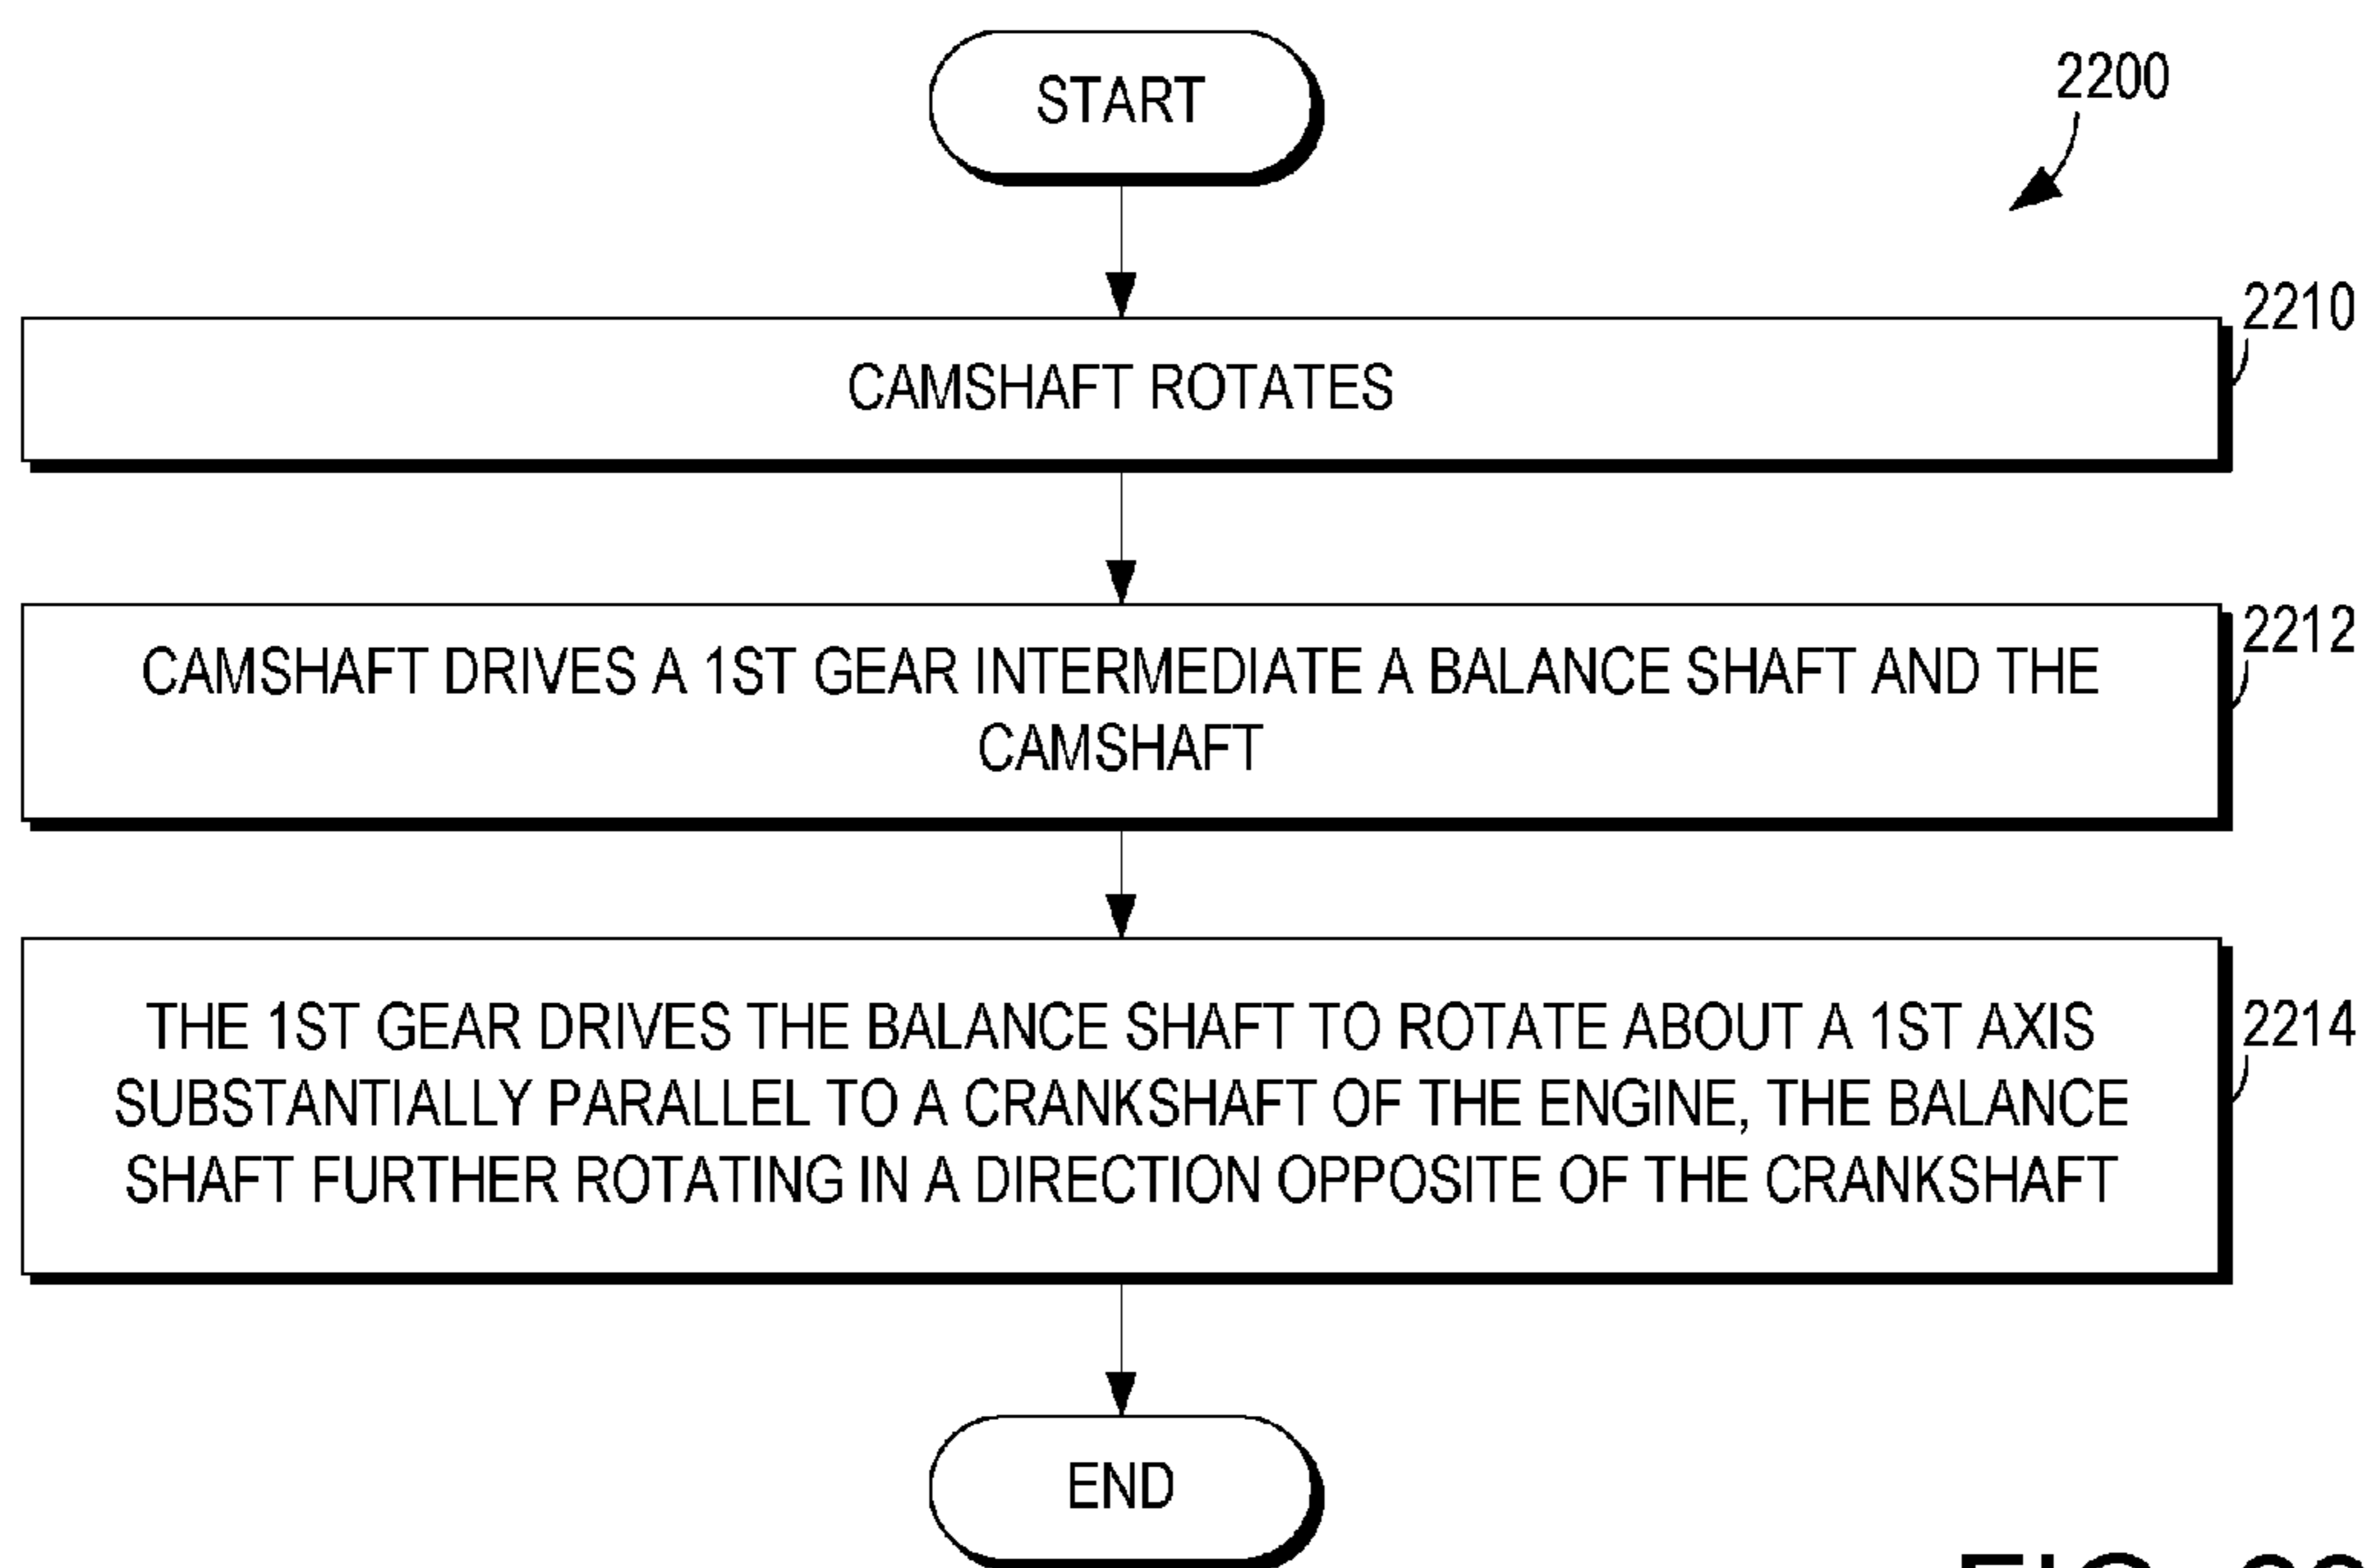 START
2200
2210
CAMSHAFT ROTATES
2212
CAMSHAFT DRIVES A 1ST GEAR INTERMEDIATE A BALANCE SHAFT AND THE
CAMSHAFT
2214
THE 1ST GEAR DRIVES THE BALANCE SHAFT TO ROTATE ABOUT A 1ST AXIS
SUBSTANTIALLY PARALLEL TO A CRANKSHAFT OF THE ENGINE, THE BALANCE
SHAFT FURTHER ROTATING IN A DIRECTION OPPOSITE OF THE CRANKSHAFT
END